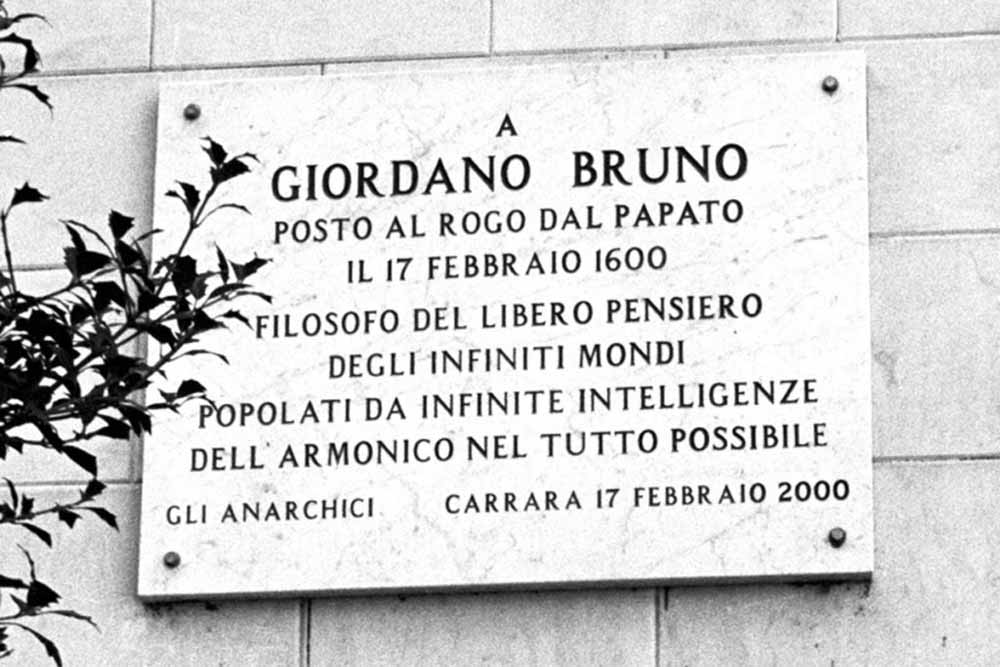 A
GIORDANO BRUNO
POSTO AL ROGO DAL PAPATO
IL 17 FEBBRAIO 1600
FILOSOFO DEL LIBERO PENSIERO
DEGLI INFINITI MONDI
POPOLATI DA INFINITE INTELLIGENZE
DELL'ARMONICO NEL TUTTO POSSIBILE
GLI ANARCHICI CARRARA 17 FEBBRAIO 2000